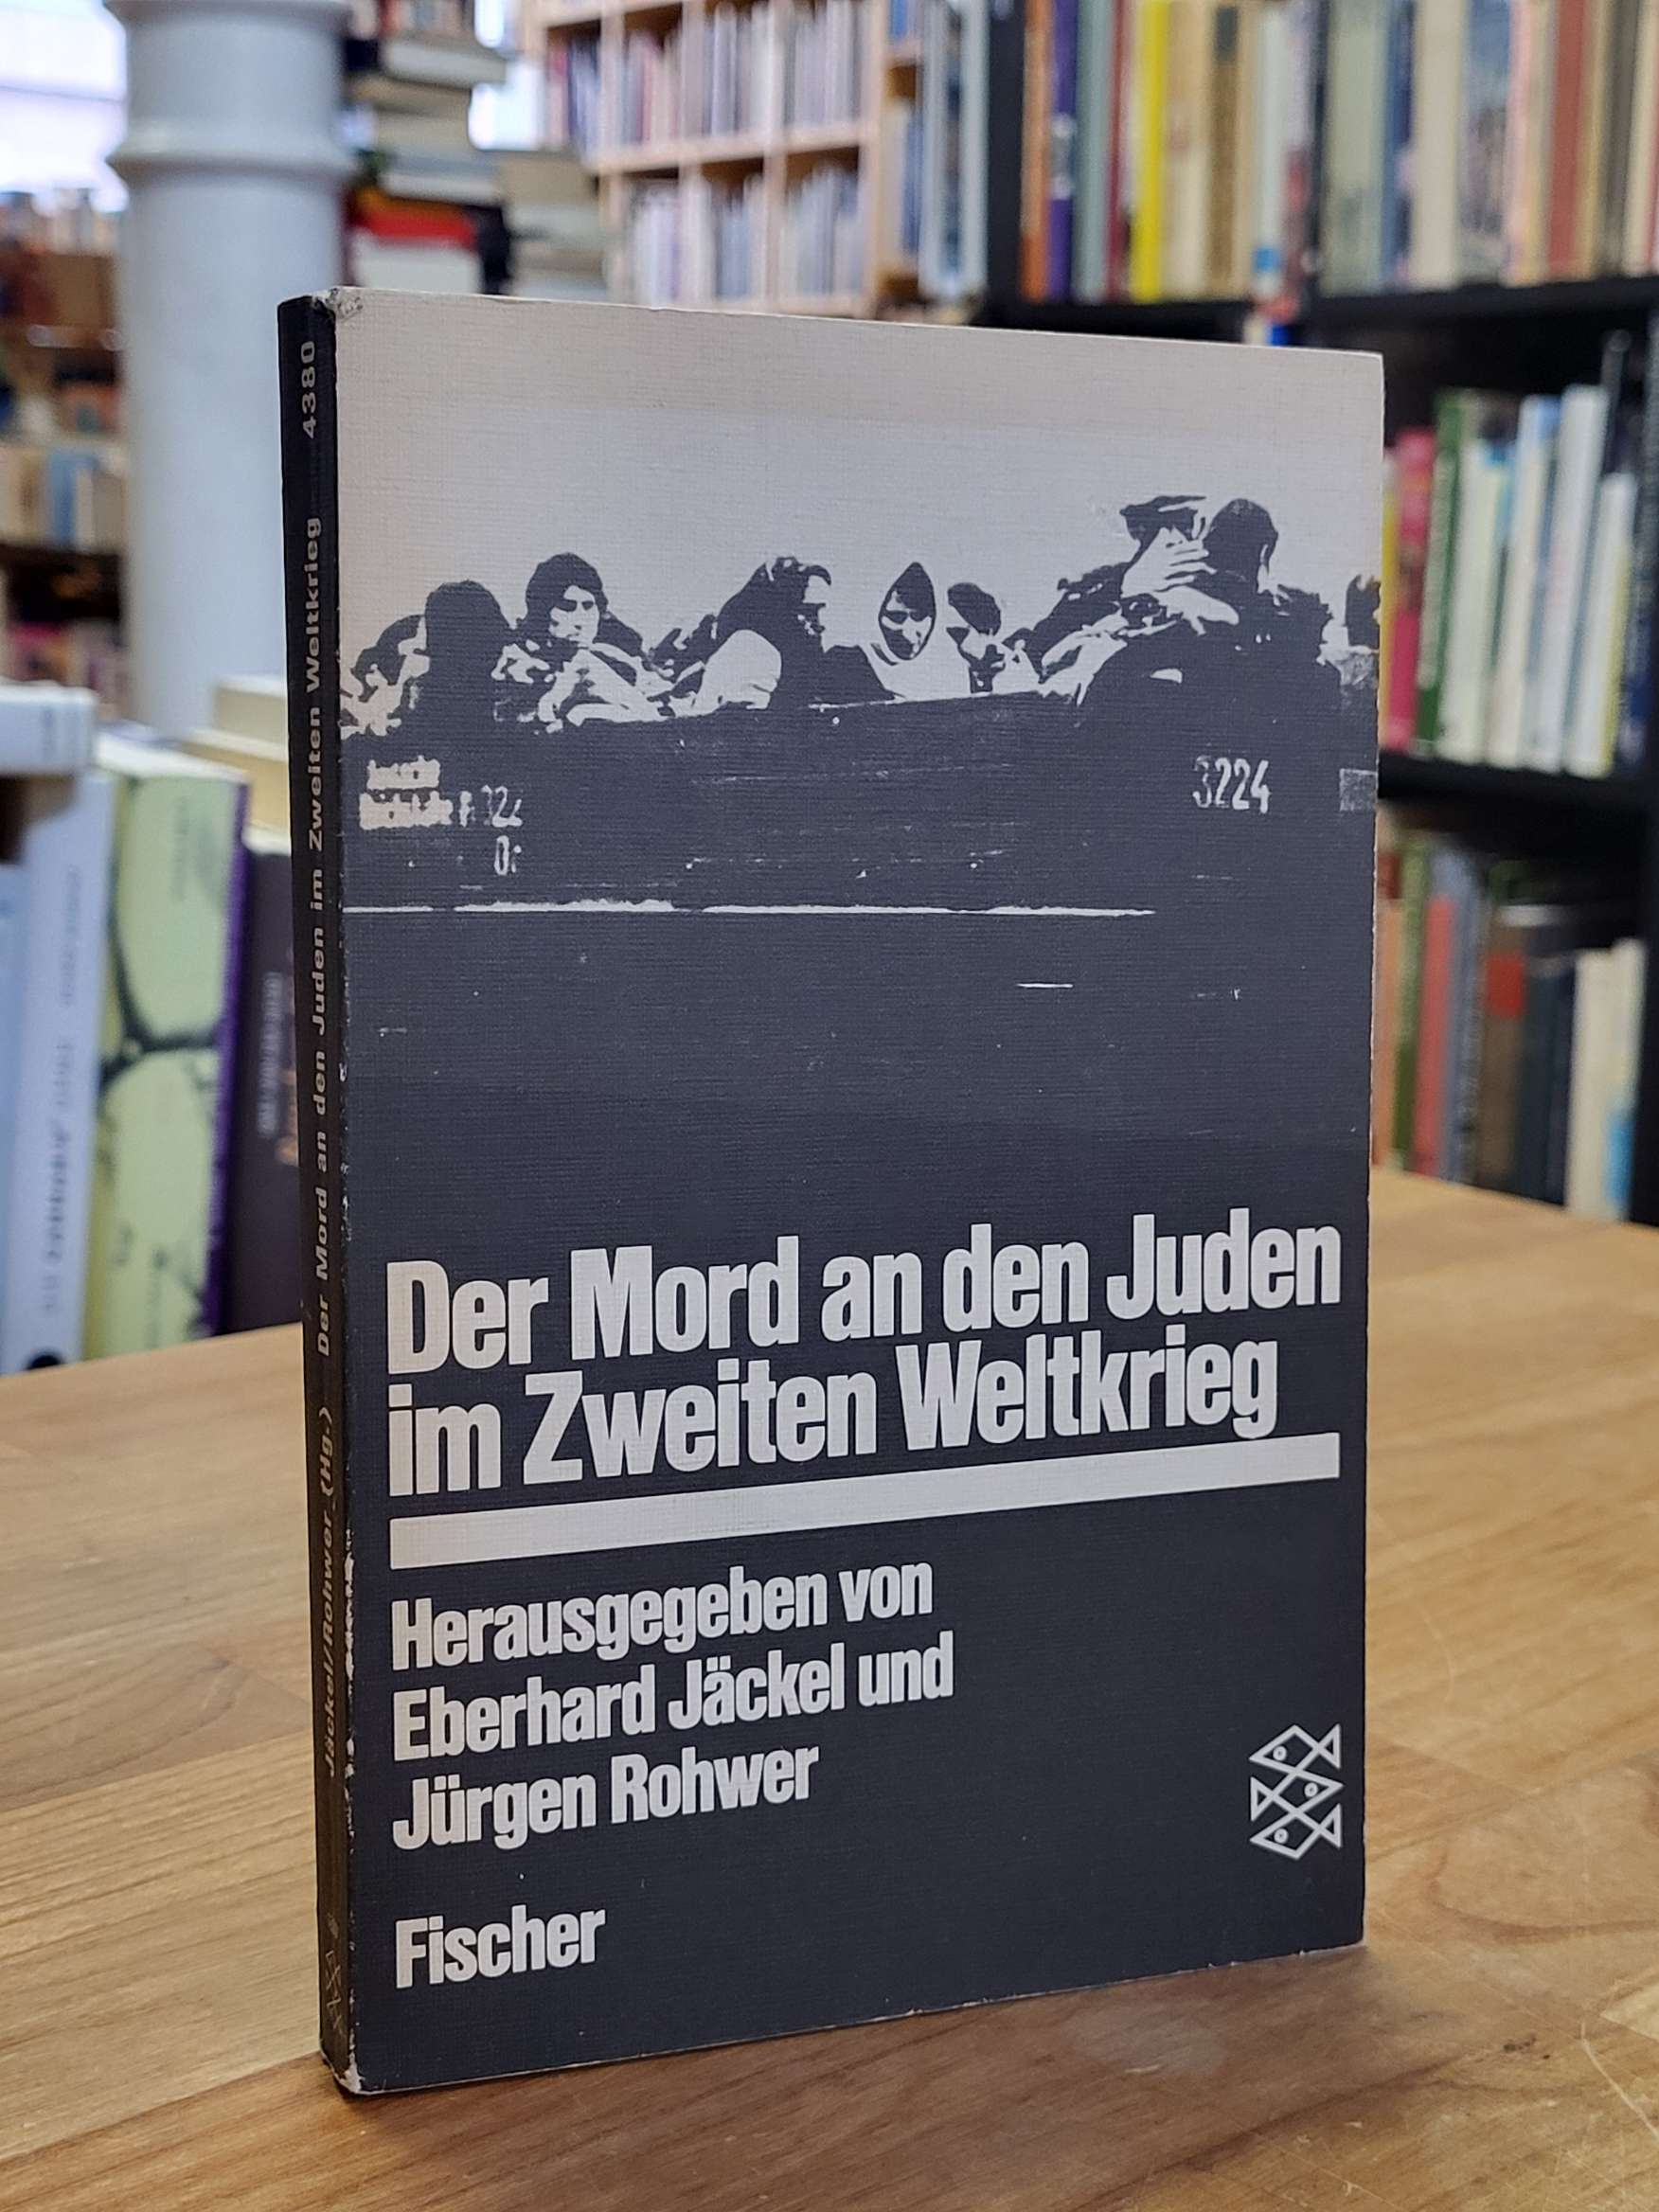 4380
Jäckel/Rohwer (Hg.) Der Mord an den Juden im Zweiten Weltkrieg
3224
Der Mord an den Juden
im Zweiten Weltkrieg
Herausgegeben von
Eberhard Jäckel und
Jürgen Rohwer
Fischer